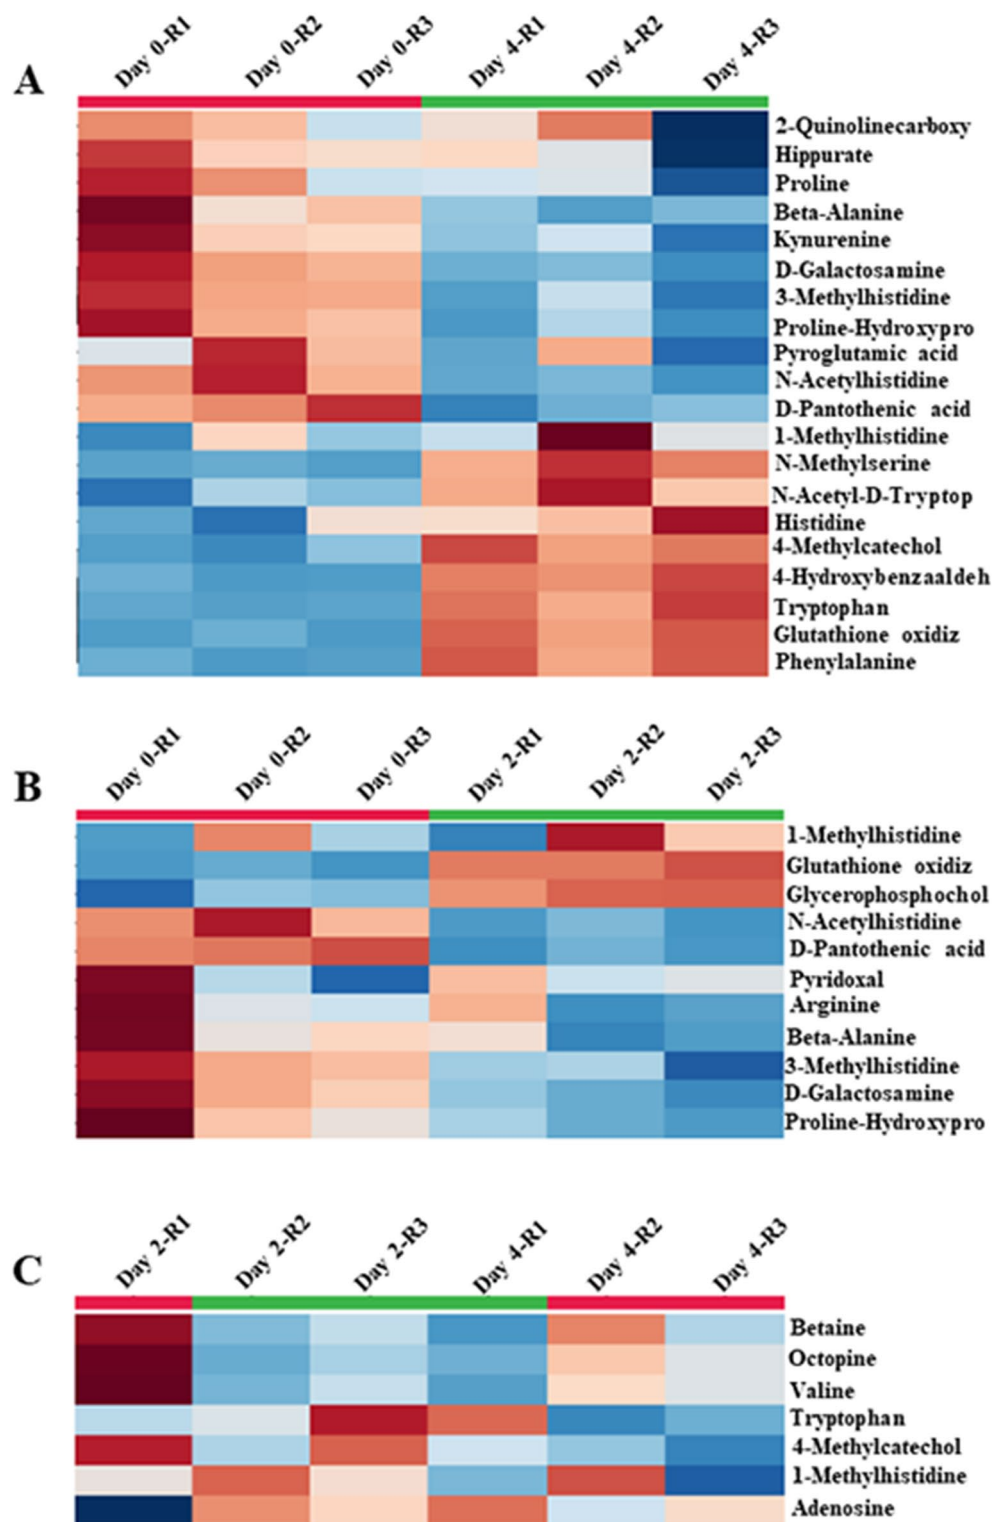 A
Day 0-R1 Day 0-R2 Day 0-R3 Day 4-R1 Day 4-R2 Day 4-R3
2-Quinolinecarboxy
Hippurate
Proline
Beta-Alanine
Kynurenine
D-Galactosamine
3-Methylhistidine
Proline-Hydroxypro
Pyroglutamic acid
N-Acetylhistidine
D-Pantothenic acid
1-Methylhistidine
N-Methylserine
N-Acetyl-D-Tryptop
Histidine
4-Methylcatechol
4-Hydroxybenzaaldeh
Tryptophan
Glutathione oxidiz
Phenylalanine
B
Day 0-R1 Day 0-R2 Day 0-R3 Day 2-R1 Day 2-R2 Day 2-R3
1-Methylhistidine
Glutathione oxidiz
Glycerophosphochol
N-Acetylhistidine
D-Pantothenic acid
Pyridoxal
Arginine
Beta-Alanine
3-Methylhistidine
D-Galactosamine
Proline-Hydroxypro
C
Day 2-R1 Day 2-R2 Day 2-R3 Day 4-R1 Day 4-R2 Day 4-R3
Betaine
Octopine
Valine
Tryptophan
4-Methylcatechol
1-Methylhistidine
Adenosine